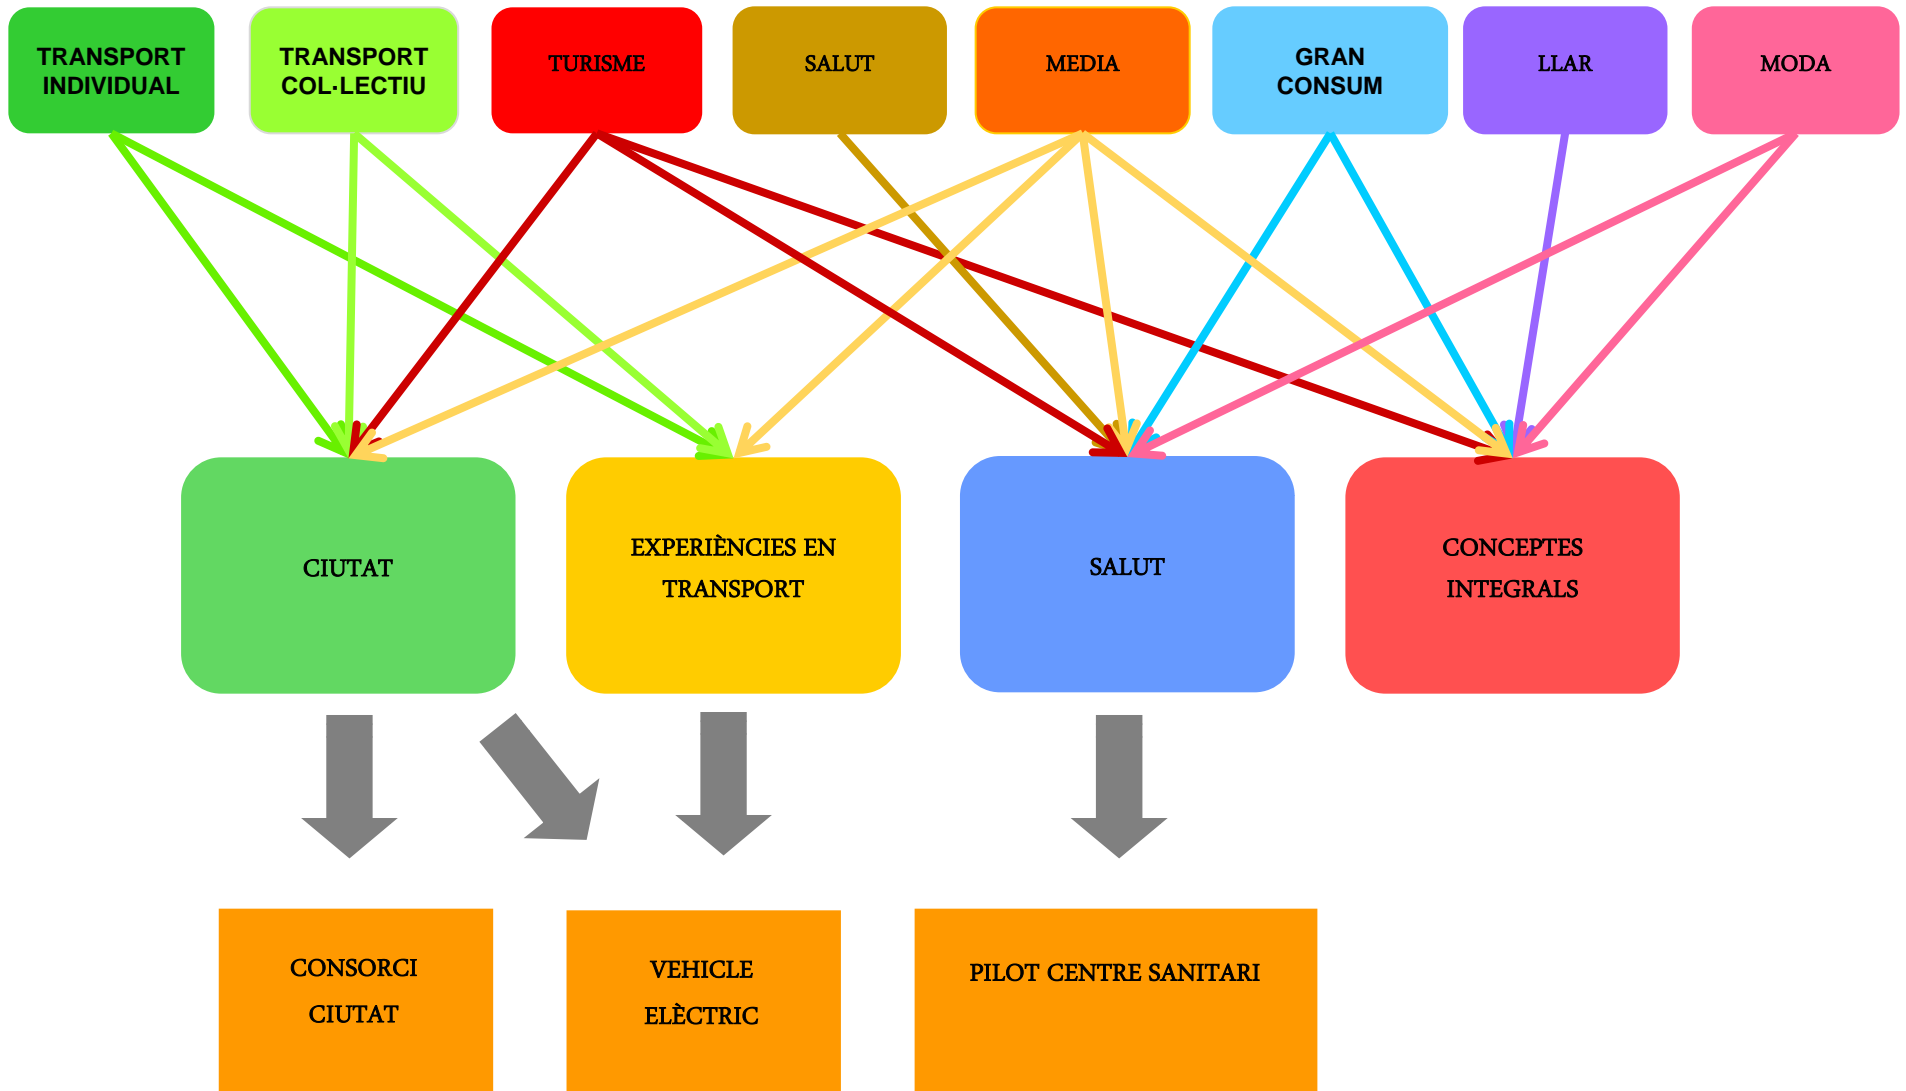 TRANSPORT
INDIVIDUAL
TRANSPORT
COL·LECTIU
TURISME
SALUT
MEDIA
GRAN
CONSUM
LLAR
MODA
CIUTAT
EXPERIÈNCIES EN
TRANSPORT
SALUT
CONCEPTES
INTEGRALS
CONSORCI
CIUTAT
VEHICLE
ELÈCTRIC
PILOT CENTRE SANITARI